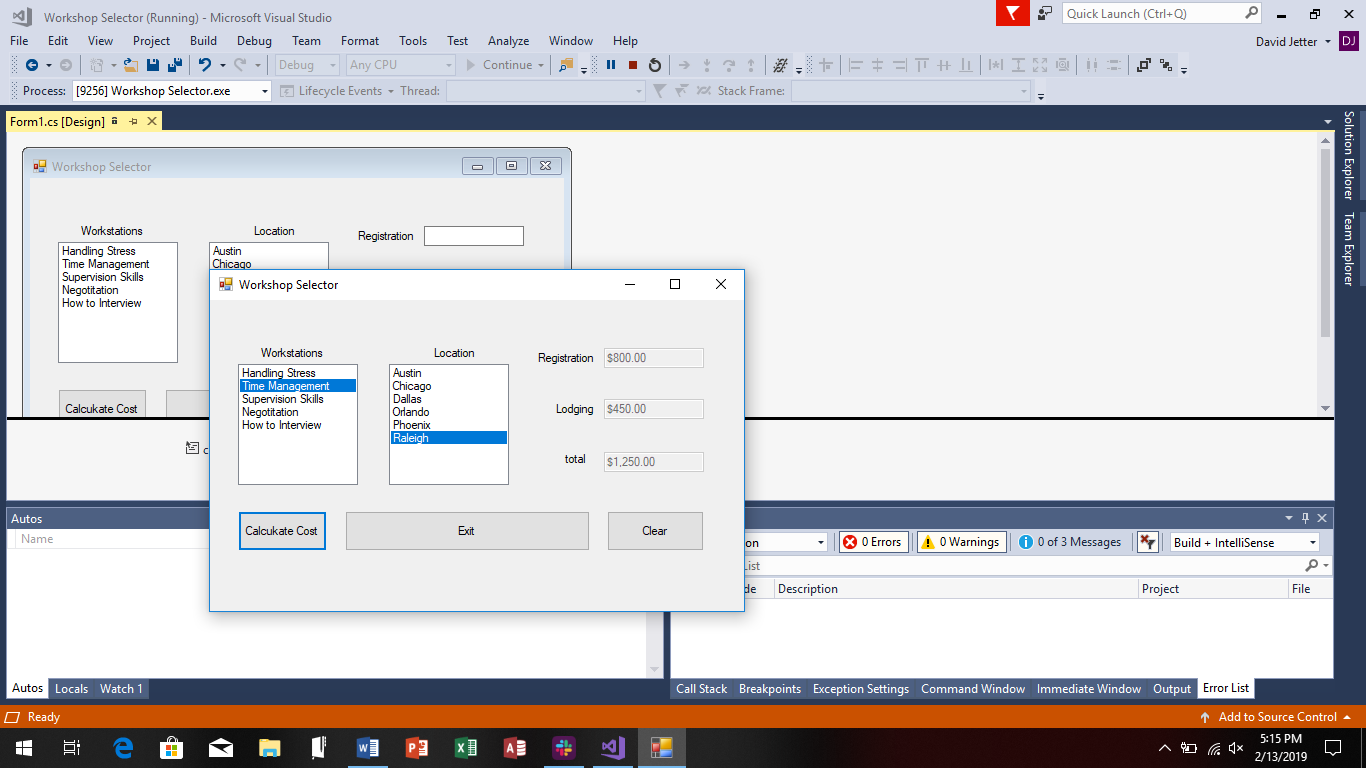 Workshop Selector (Running) - Microsoft Visual Studio
Quick Launch (Ctrl+Q)
File Edit View Project Build Debug Team Format Tools Test Analyze Window Help
David Jetter DJ
Debug Any CPU Continue
Process: [9256] Workshop Selector.exe Lifecycle Events Thread: Stack Frame:
Form1.cs [Design]
Solution Explorer
Team Explorer
Workshop Selector
Workstations Location Registration
Handling Stress
Time Management
Supervision Skills
Negotitation
How to Interview
Austin
Chicago
Calcukate Cost
c
Workshop Selector
Workstations Location
Handling Stress
Time Management
Supervision Skills
Negotitation
How to Interview
Austin
Chicago
Dallas
Orlando
Phoenix
Raleigh
Registration $800.00
Lodging $450.00
total $1,250.00
Calcukate Cost Exit Clear
Autos
Name
on 0 Errors 0 Warnings 0 of 3 Messages Build + IntelliSense
List
de Description Project File
Autos Locals Watch 1
Call Stack Breakpoints Exception Settings Command Window Immediate Window Output Error List
Ready Add to Source Control
5:15 PM
2/13/2019